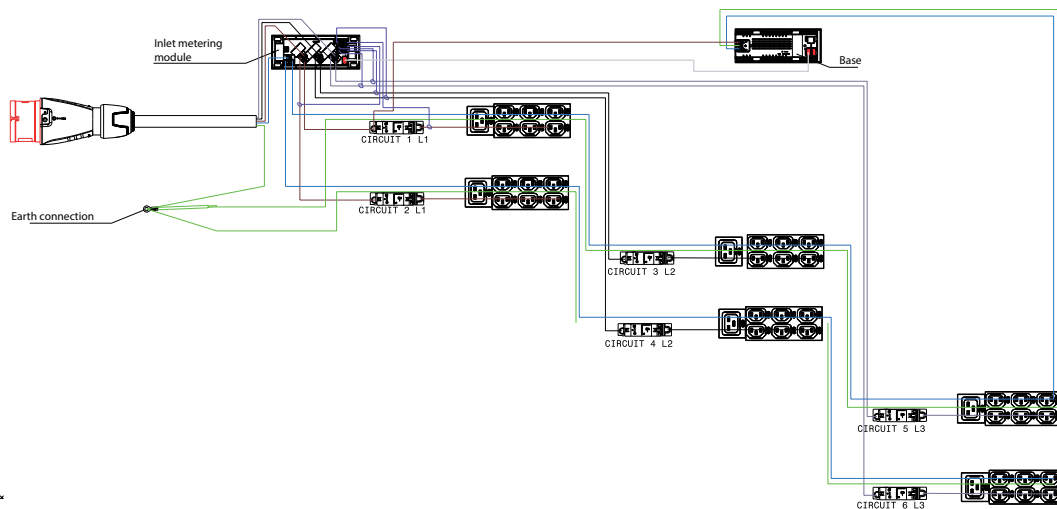 Inlet metering
module
Base
CIRCUIT 1 L1
CIRCUIT 2 L1
Earth connection
CIRCUIT 3 L2
CIRCUIT 4 L2
CIRCUIT 5 L3
CIRCUIT 6 L3